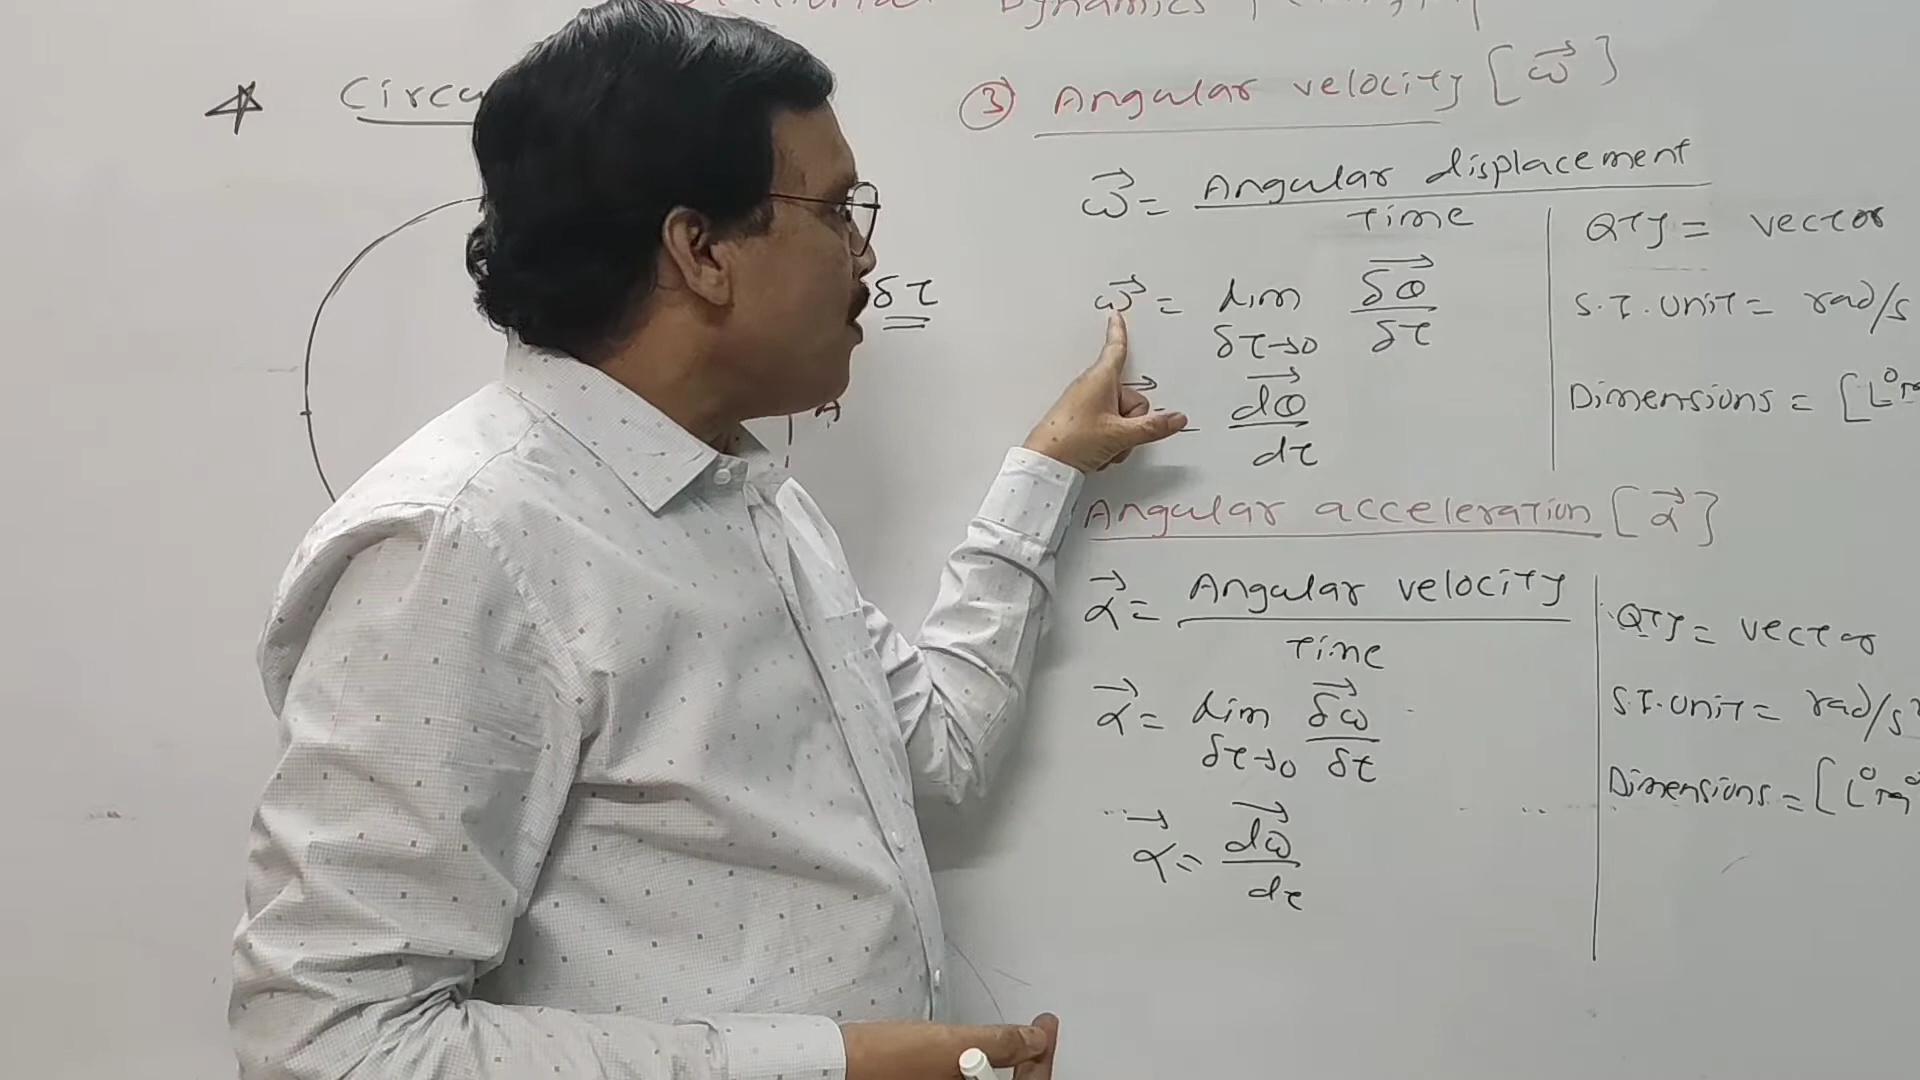 Dynamics
☆ Circu
δt
A
③ Angular velocity [ω⃗]
ω⃗ = Angular displacement
Time
ω⃗ = lim δθ⃗
δt→0 δt
= dθ⃗
dt
QTY = vector
S.I. Unit = rad/s
Dimensions = [L⁰
Angular acceleration [α⃗]
α⃗ = Angular velocity
Time
α⃗ = lim δω⃗
δt→0 δt
α⃗ = dω⃗
dt
QTY = vector
S.I. Unit = rad/s²
Dimensions = [L⁰M⁰